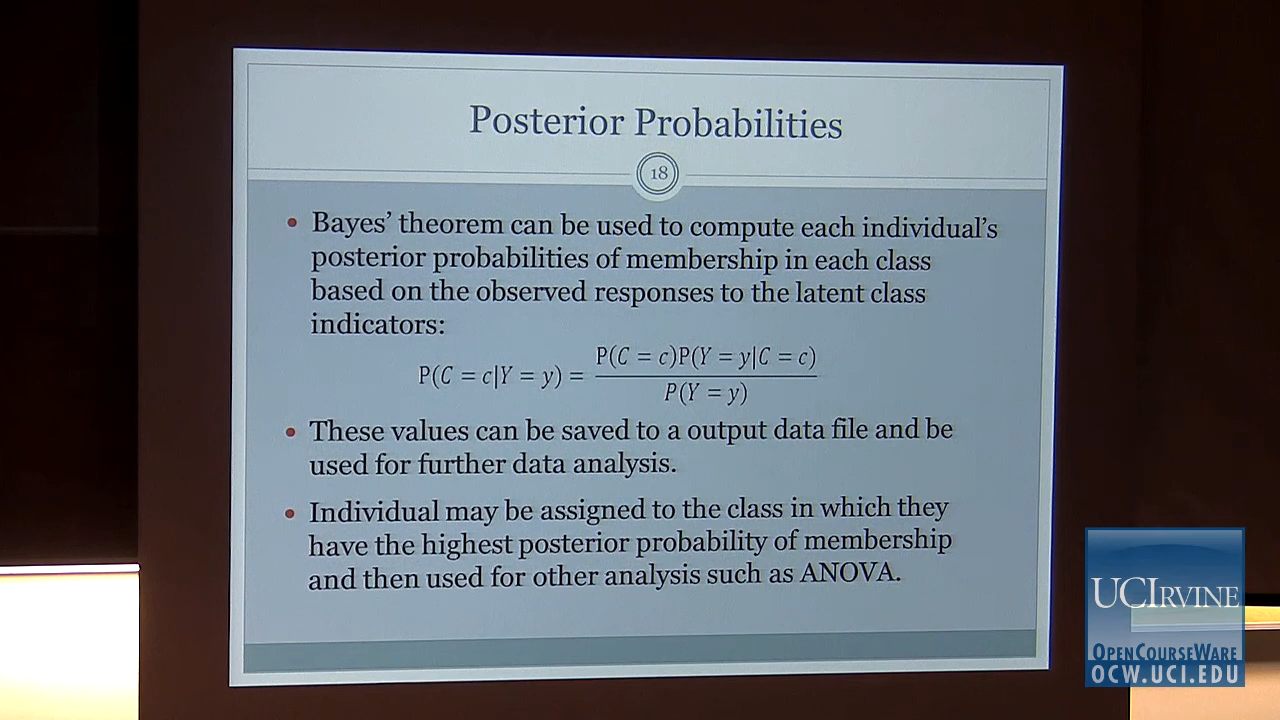 Posterior Probabilities
18
• Bayes’ theorem can be used to compute each individual’s
posterior probabilities of membership in each class
based on the observed responses to the latent class
indicators:
P(C = c|Y = y) = P(C = c)P(Y = y|C = c)
P(Y = y)
• These values can be saved to a output data file and be
used for further data analysis.
• Individual may be assigned to the class in which they
have the highest posterior probability of membership
and then used for other analysis such as ANOVA.
UCIRVINE
OPENCOURSEWARE
OCW.UCI.EDU